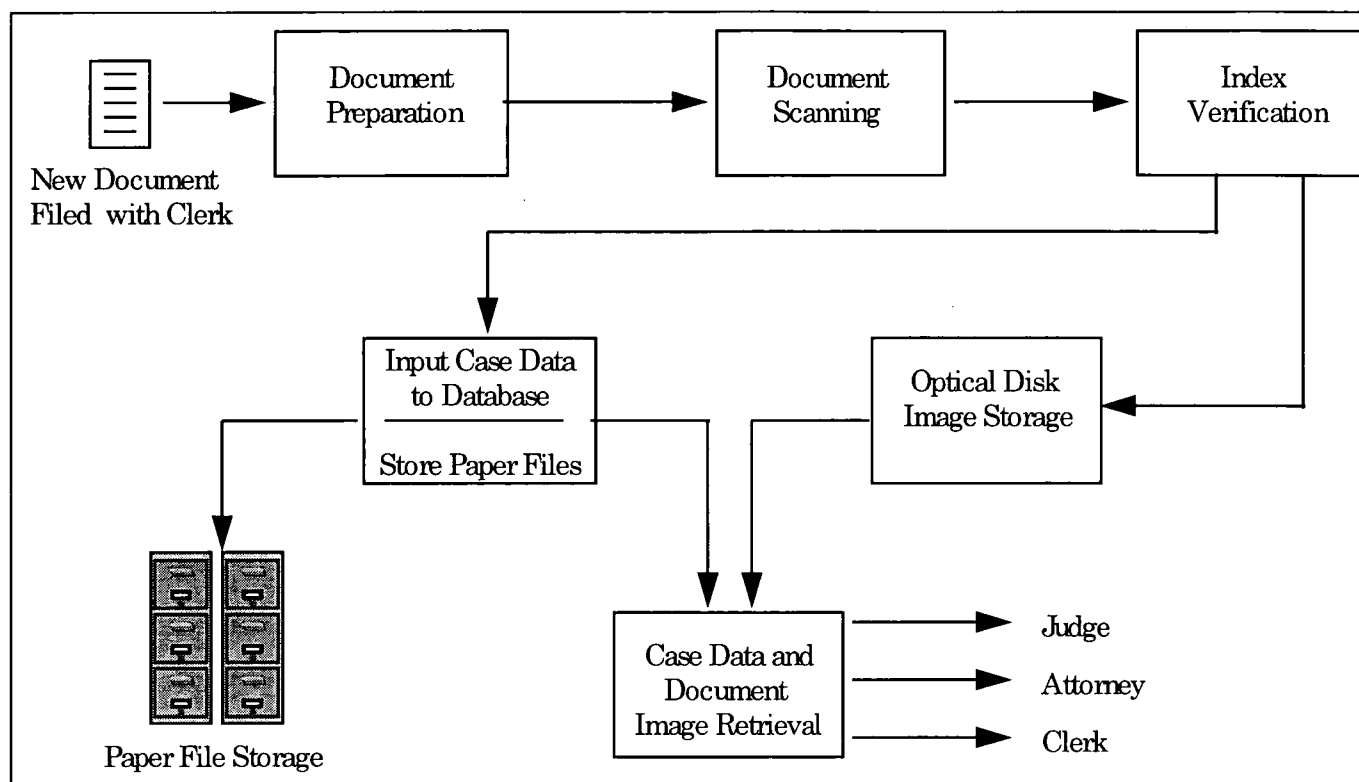 Document
Preparation
Document
Scanning
Index
Verification
New Document
Filed with Clerk
Input Case Data
to Database
Store Paper Files
Optical Disk
Image Storage
Case Data and
Document
Image Retrieval
Judge
Attorney
Clerk
Paper File Storage